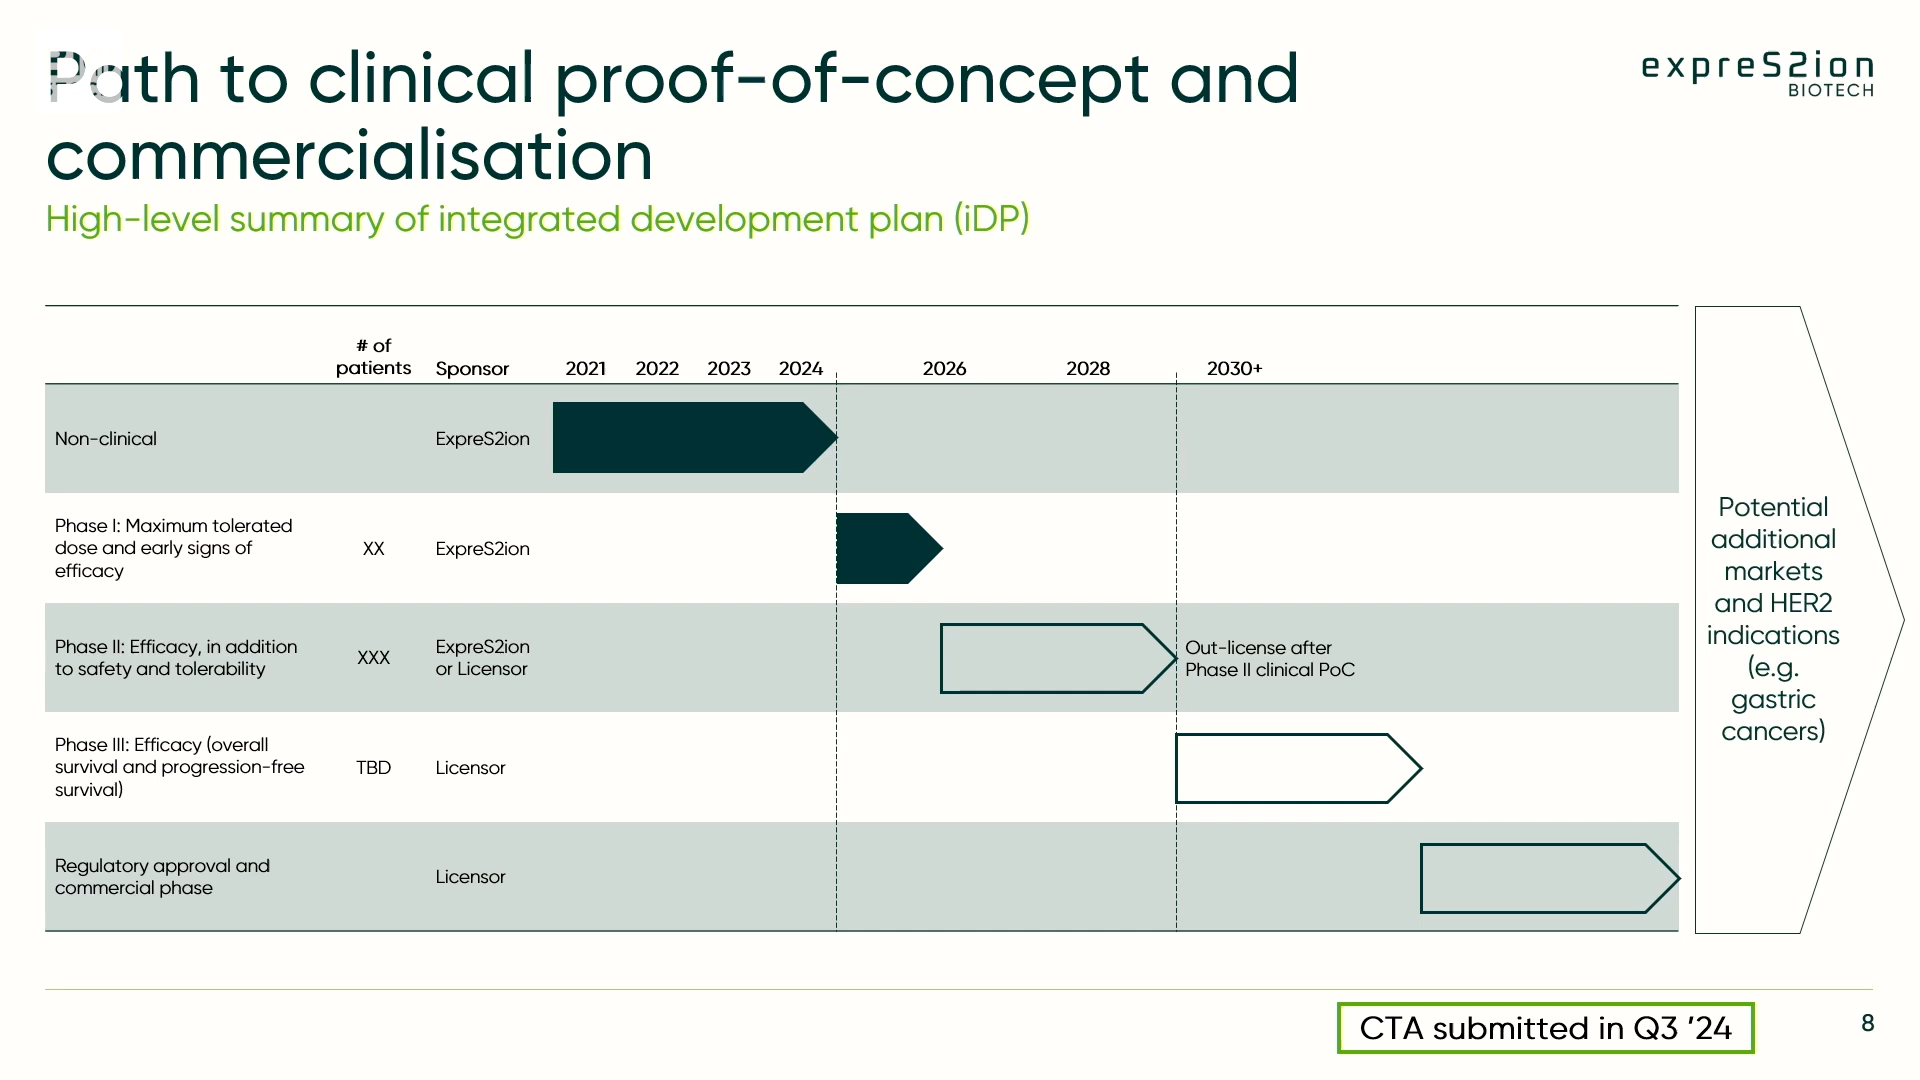 Path to clinical proof-of-concept and
commercialisation
High-level summary of integrated development plan (iDP)
expreS2ion
BIOTECH
# of
patients
Sponsor
2021
2022
2023
2024
2026
2028
2030+
Non-clinical
ExpreS2ion
Phase I: Maximum tolerated
dose and early signs of
efficacy
XX
ExpreS2ion
Phase II: Efficacy, in addition
to safety and tolerability
XXX
ExpreS2ion
or Licensor
Out-license after
Phase II clinical PoC
Phase III: Efficacy (overall
survival and progression-free
survival)
TBD
Licensor
Regulatory approval and
commercial phase
Licensor
Potential
additional
markets
and HER2
indications
(e.g.
gastric
cancers)
CTA submitted in Q3 '24
8